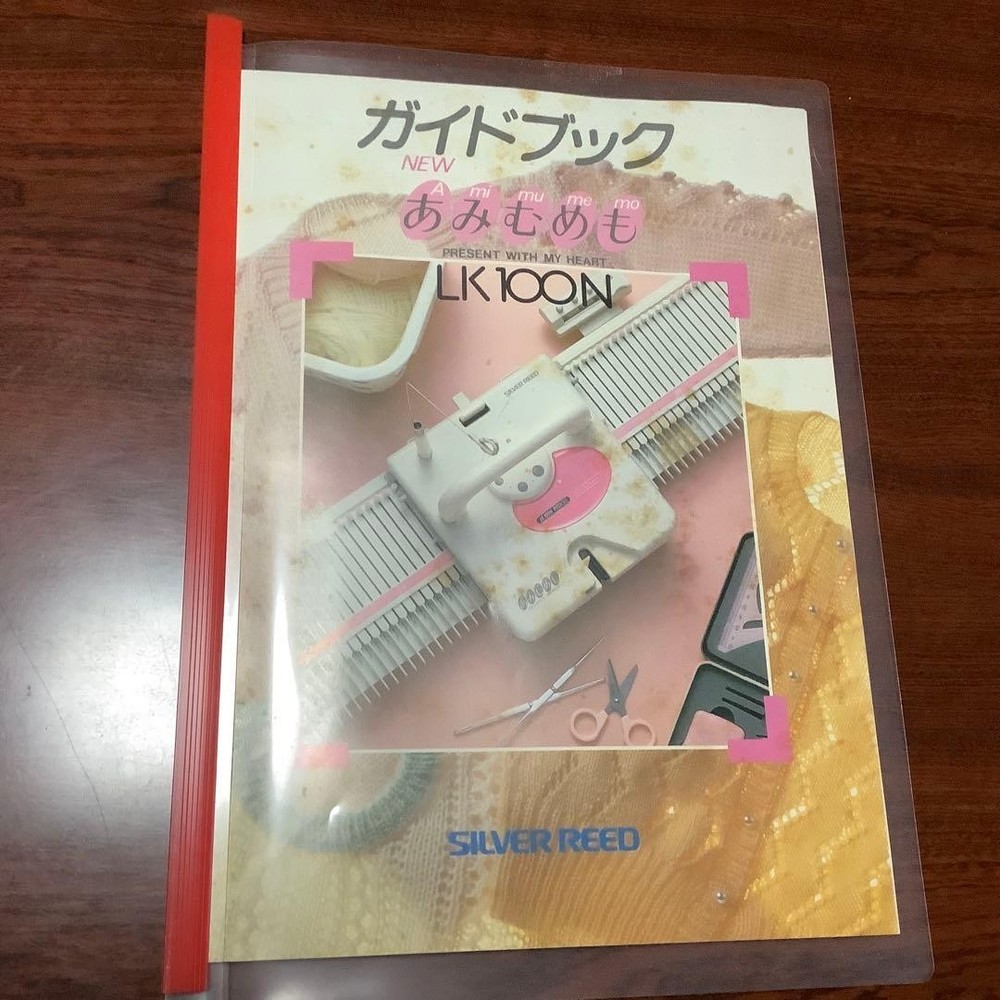 ガイドブック
NEW
A mi mu me mo
あみむめも
PRESENT WITH MY HEART
LK100N
SILVER REED
SILVER REED